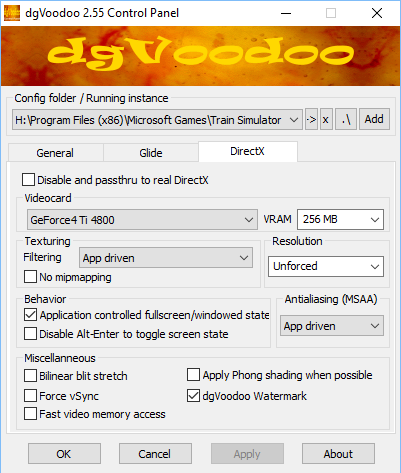 dgVoodoo 2.55 Control Panel
dgVoodoo
Config folder / Running instance
H:\Program Files (x86)\Microsoft Games\Train Simulator -> x .\ Add
General Glide DirectX
Disable and passthru to real DirectX
Videocard
GeForce4 Ti 4800 VRAM 256 MB
Texturing Resolution
Filtering App driven Unforced
No mipmapping
Behavior Antialiasing (MSAA)
Application controlled fullscreen/windowed state
Disable Alt-Enter to toggle screen state App driven
Miscellaneous
Bilinear blit stretch Apply Phong shading when possible
Force vSync dgVoodoo Watermark
Fast video memory access
OK Cancel Apply About